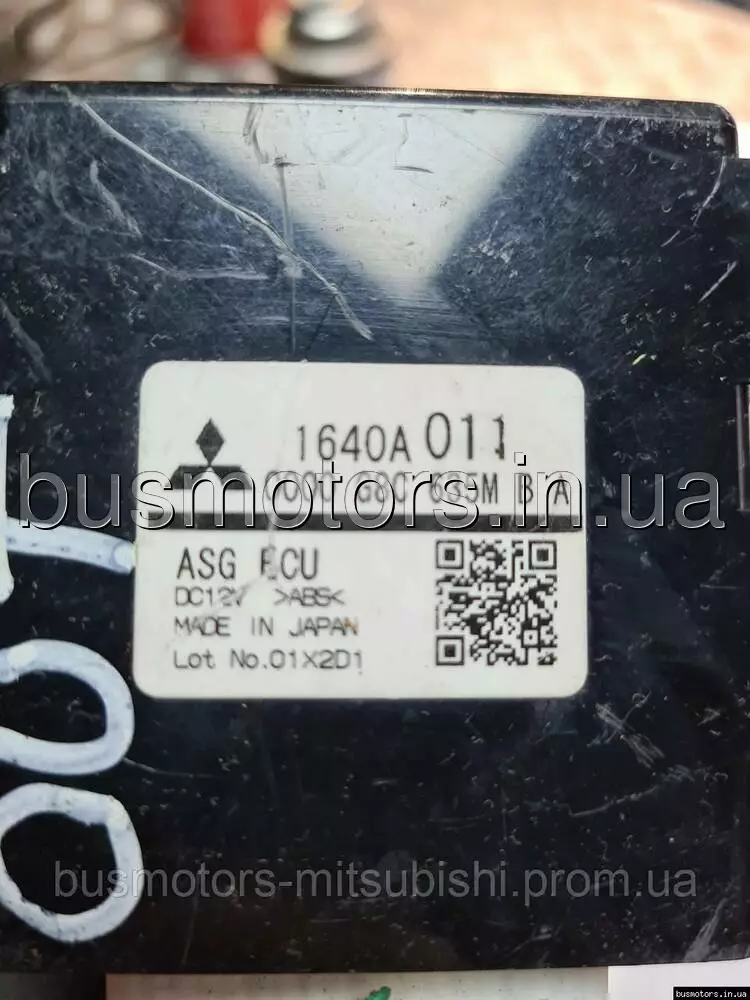 1640A 011
busmotors.in.ua
ASG ECU
DC12V >ABS<
MADE IN JAPAN
Lot No.01X2D1
busmotors-mitsubishi.prom.ua
busmotors.in.ua